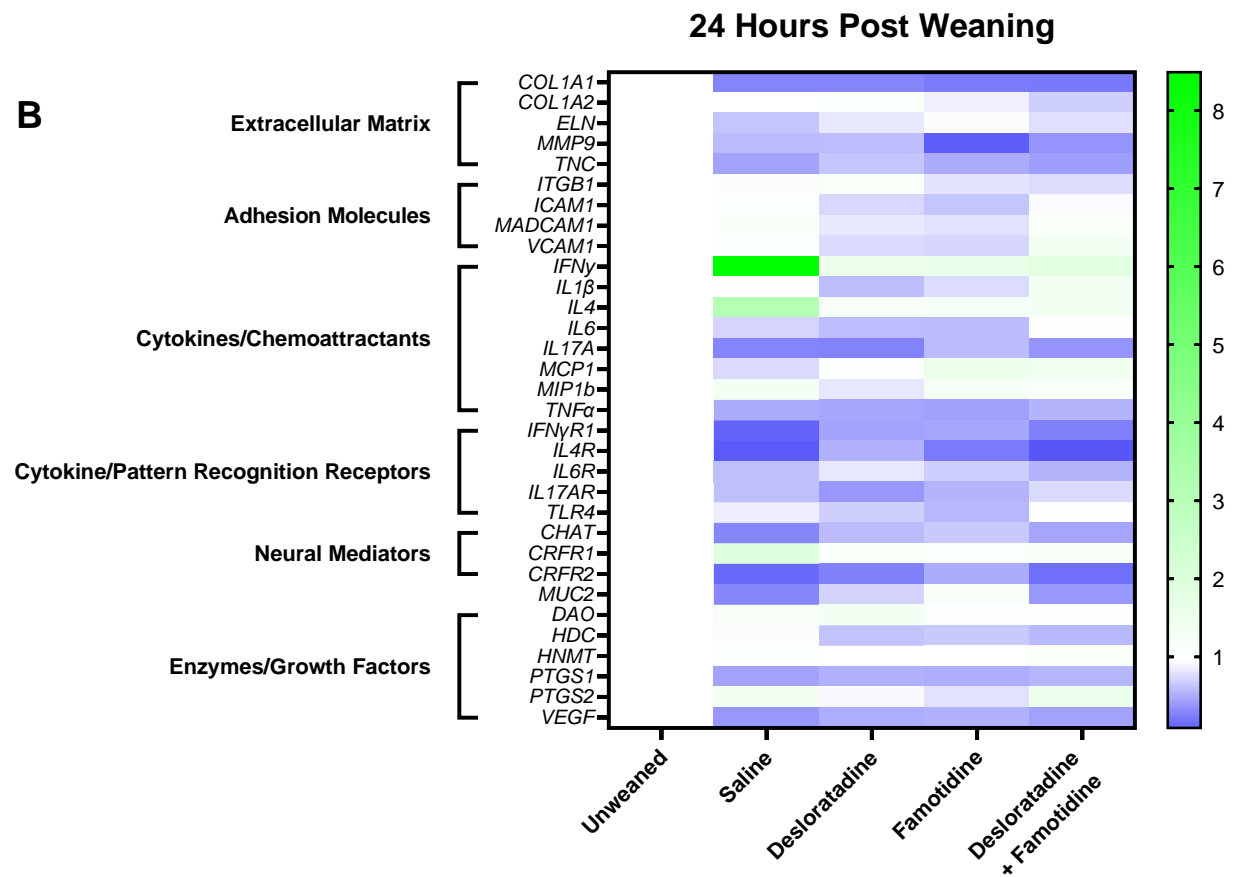 24 Hours Post Weaning
B
Extracellular Matrix
COL1A1
COL1A2
ELN
MMP9
TNC
Adhesion Molecules
ITGB1
ICAM1
MADCAM1
VCAM1
Cytokines/Chemoattractants
IFNy
IL1β
IL4
IL6
IL17A
MCP1
MIP1b
TNFα
Cytokine/Pattern Recognition Receptors
IFNγR1
IL4R
IL6R
IL17AR
TLR4
Neural Mediators
CHAT
CRFR1
CRFR2
MUC2
Enzymes/Growth Factors
DAO
HDC
HNMT
PTGS1
PTGS2
VEGF
8
7
6
5
4
3
2
1
Unweaned
Saline
Desloratadine
Famotidine
Desloratadine
+ Famotidine